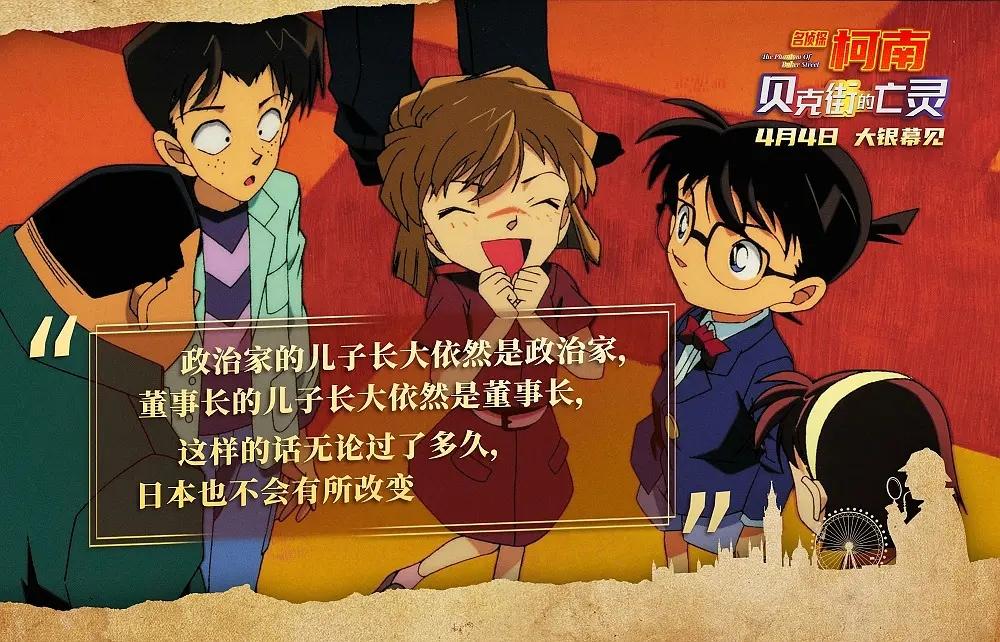 名侦探
柯南
The Phantom Of
Baker Street
贝克街的亡灵
4月4日 大银幕见
“
政治家的儿子长大依然是政治家,
董事长的儿子长大依然是董事长,
这样的话无论过了多久,
日本也不会有所改变
”